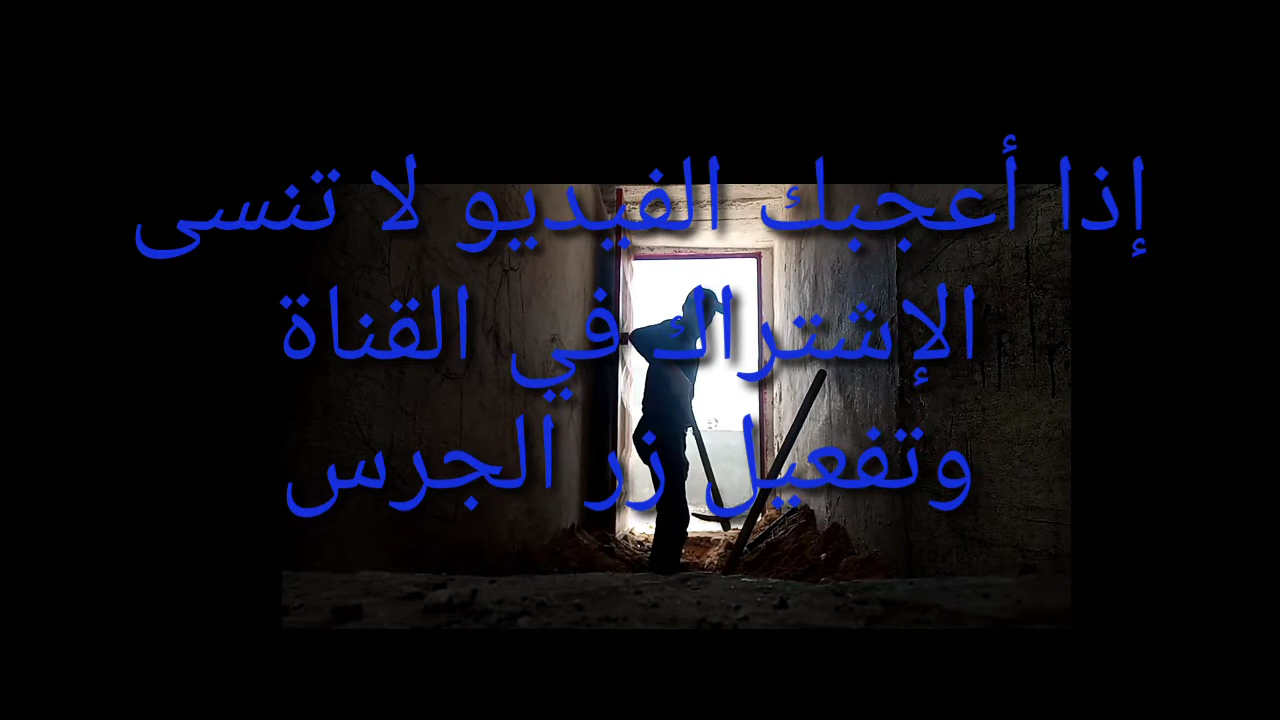 إذا أعجبك الفيديو لا تنسى
الإشتراك في القناة
وتفعيل زر الجرس